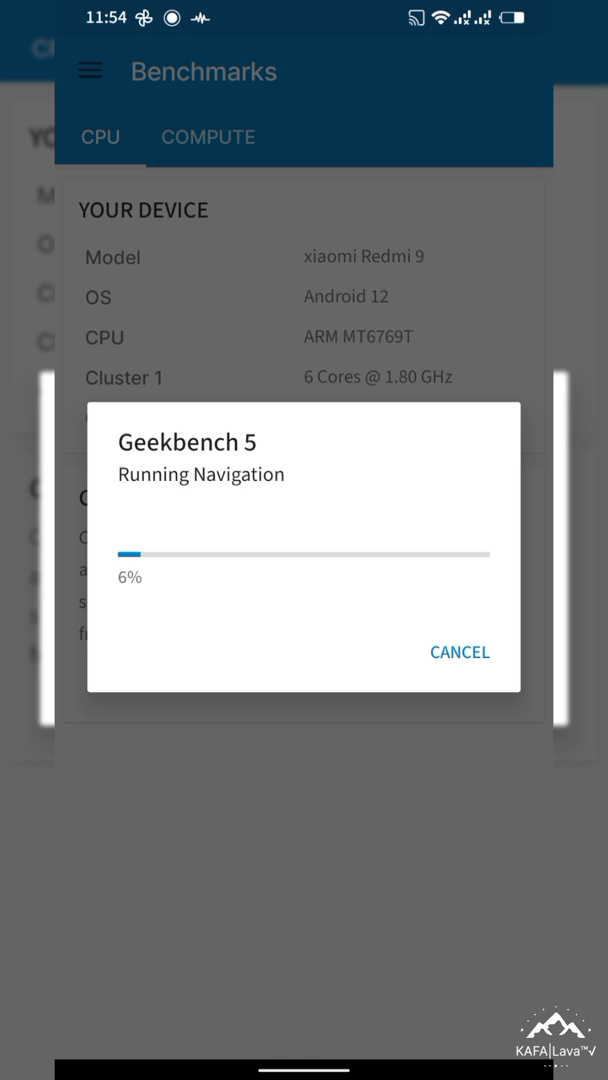 11:54
Benchmarks
CPU COMPUTE
YOUR DEVICE
Model xiaomi Redmi 9
OS Android 12
CPU ARM MT6769T
Cluster 1 6 Cores @ 1.80 GHz
Geekbench 5
Running Navigation
6%
CANCEL
KAFA|Lava™√